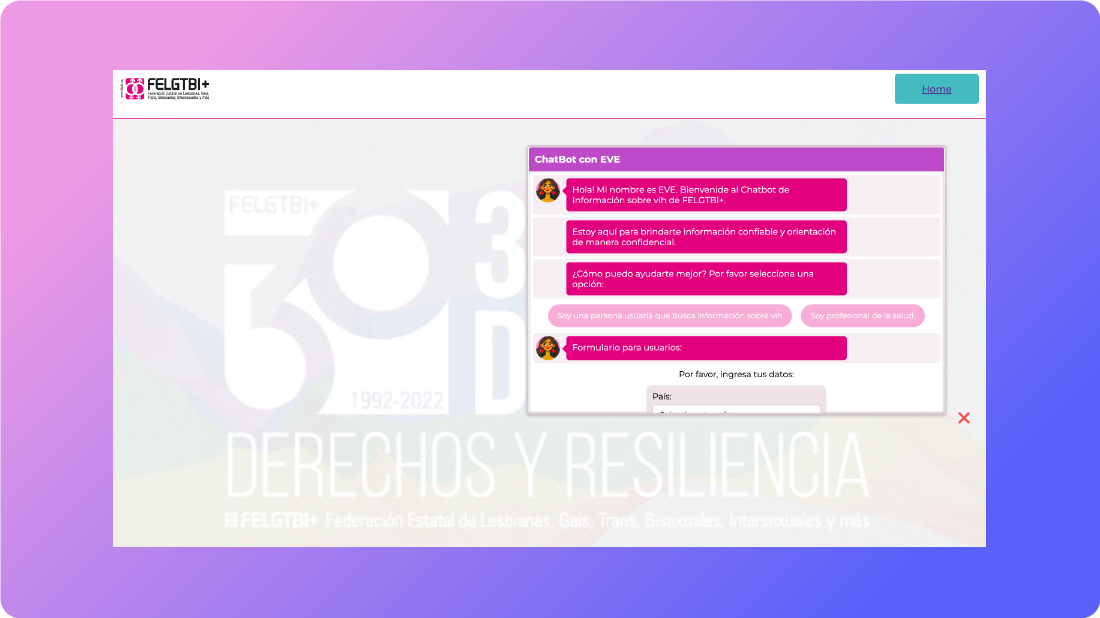 FELGTBI+
Federación Estatal de Lesbianas, Gais,
Trans, Bisexuales, Intersexuales y más
Home
ChatBot con EVE
Hola! Mi nombre es EVE. Bienvenide al Chatbot de
Información sobre vih de FELGTBI+.
Estoy aquí para brindarte información confiable y orientación
de manera confidencial.
¿Cómo puedo ayudarte mejor? Por favor selecciona una
opción:
Soy una persona usuaria que busca información sobre vih
Soy profesional de la salud.
Formulario para usuarios:
Por favor, ingresa tus datos:
País:
FELGTBI+
30
3
D
1992-2022
DERECHOS Y RESILIENCIA
FELGTBI+ Federación Estatal de Lesbianas, Gais, Trans, Bisexuales, Intersexuales y más